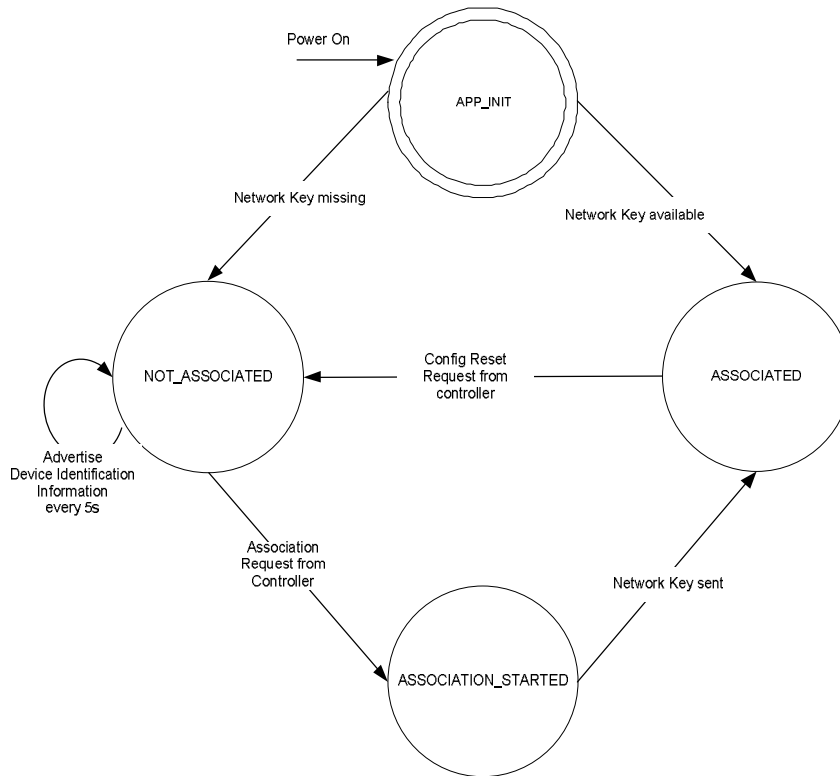 Power On
APP_INIT
Network Key missing
Network Key available
NOT_ASSOCIATED
Config Reset
Request from
controller
ASSOCIATED
Advertise
Device Identification
Information
every 5s
Association
Request from
Controller
Network Key sent
ASSOCIATION_STARTED